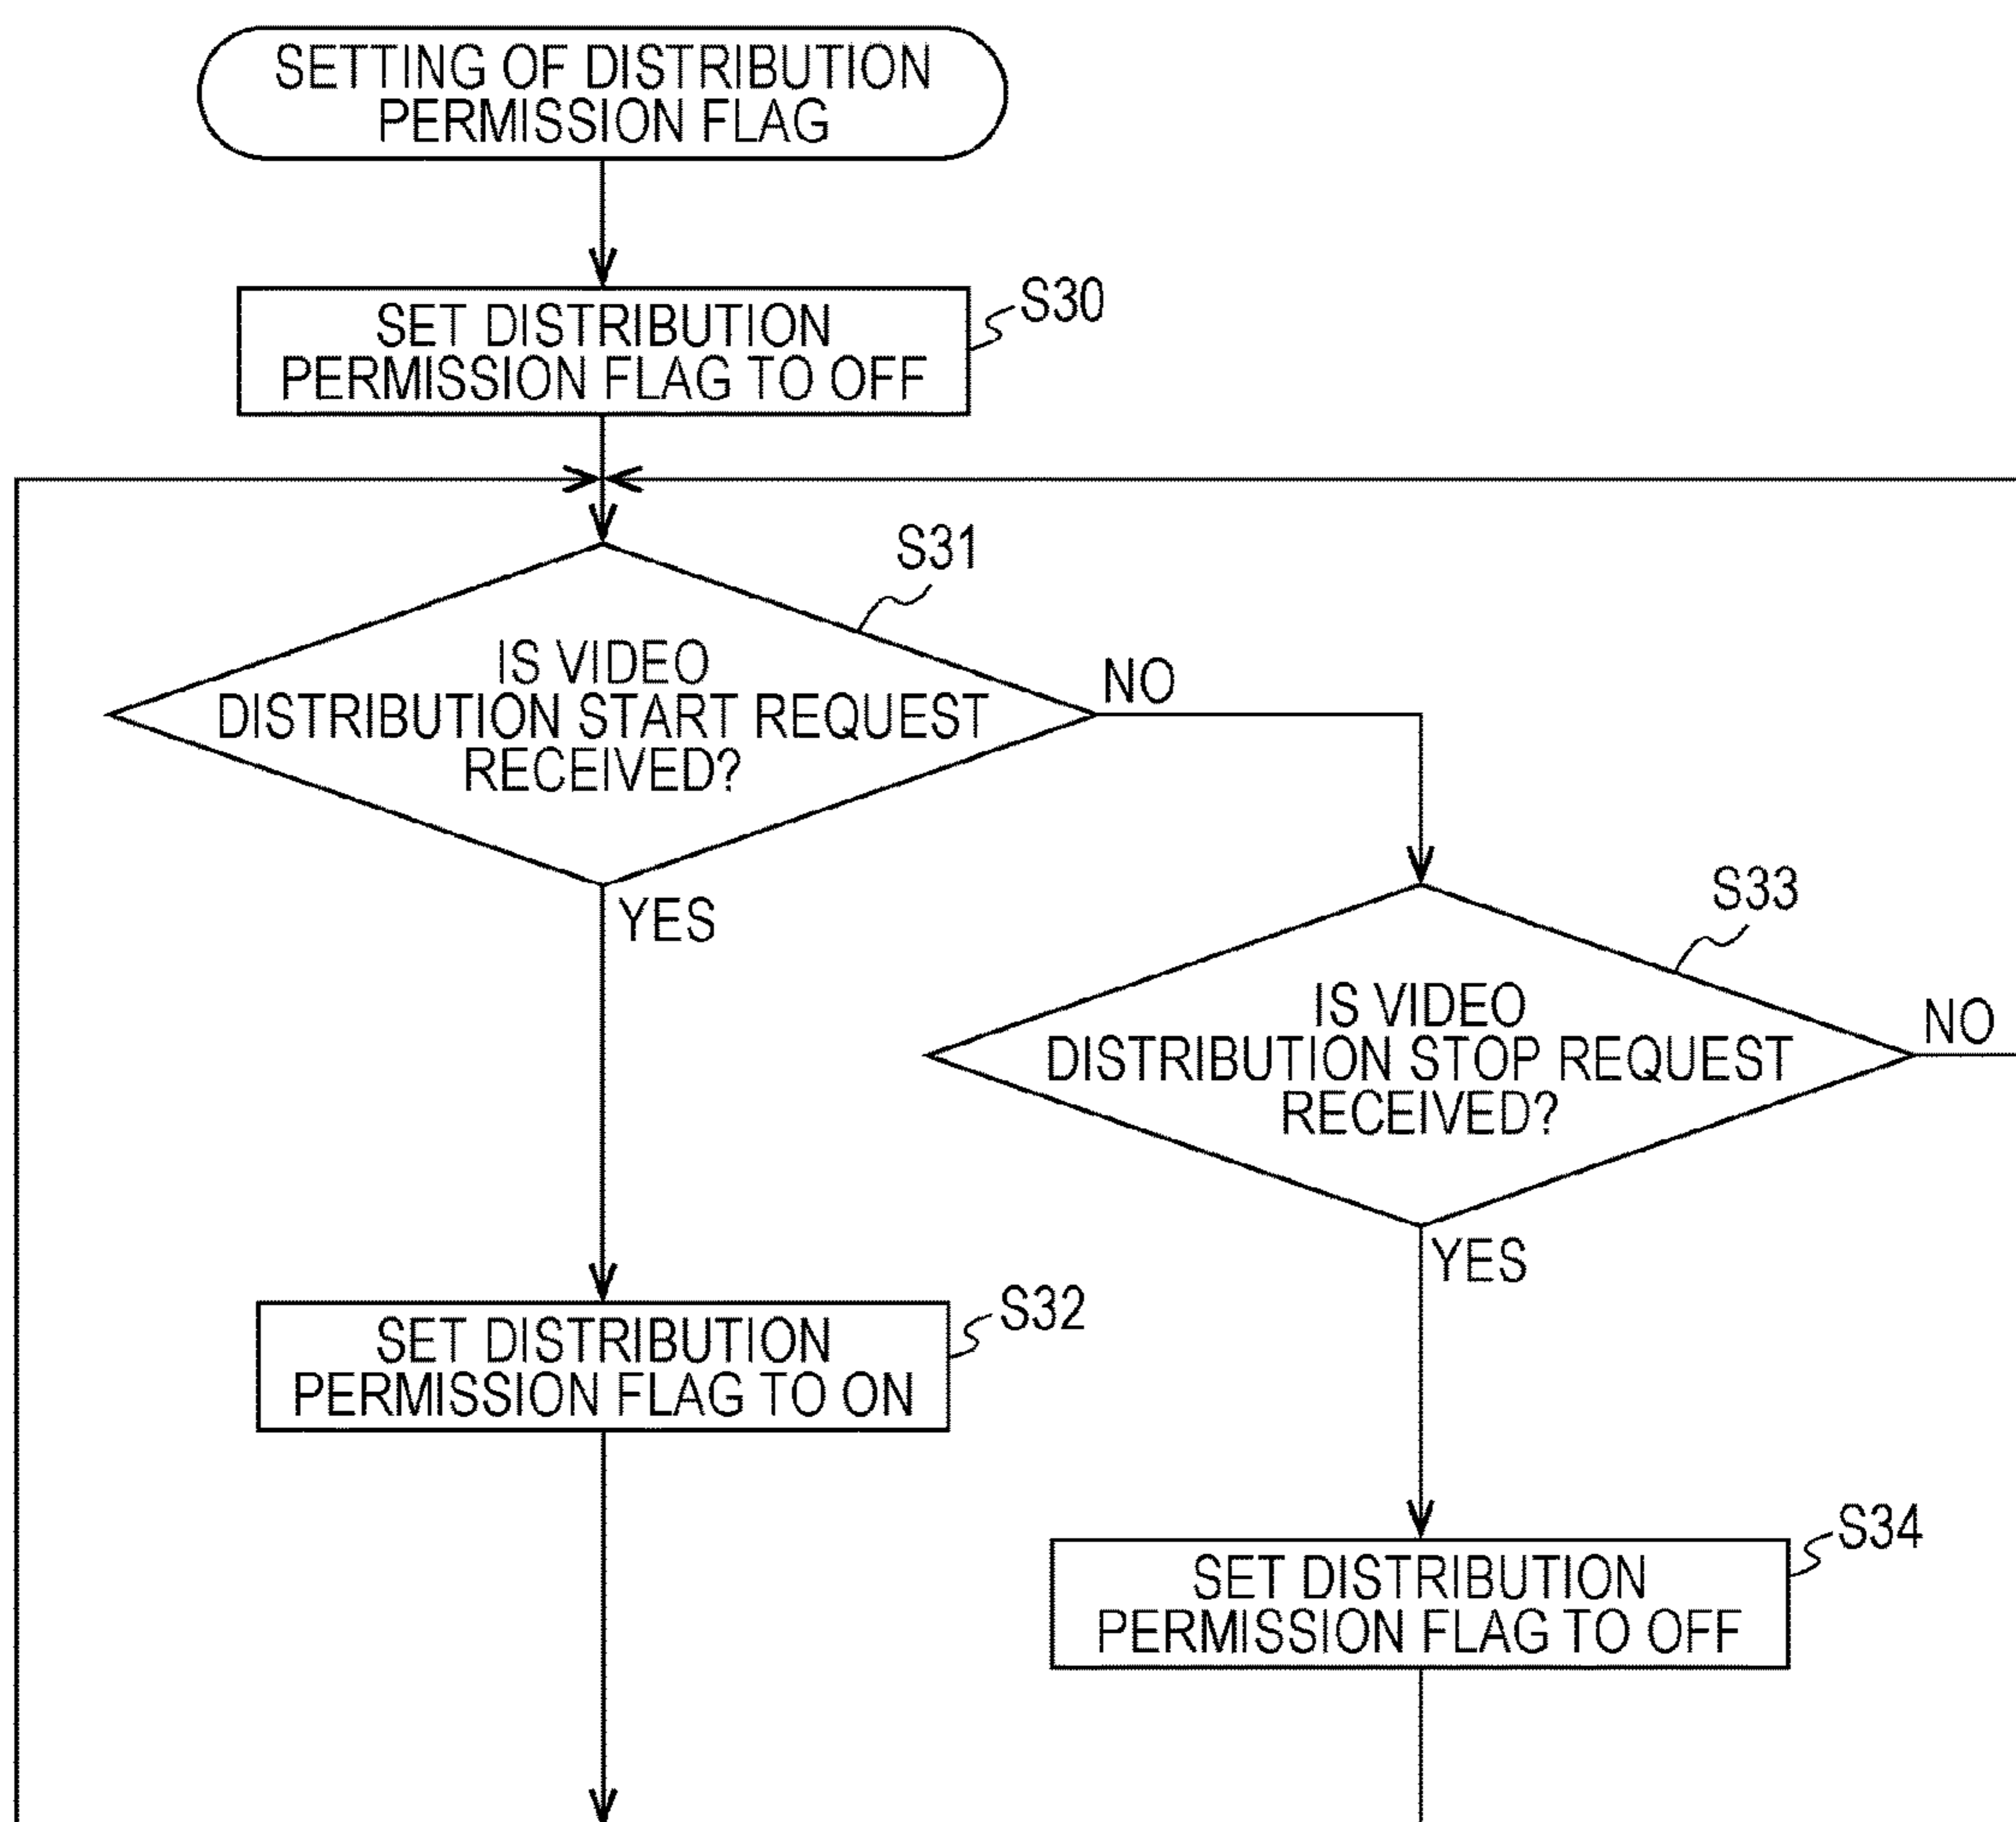 SETTING OF DISTRIBUTION
PERMISSION FLAG
S30
SET DISTRIBUTION
PERMISSION FLAG TO OFF
S31
IS VIDEO
DISTRIBUTION START REQUEST
RECEIVED?
NO
YES
S33
IS VIDEO
DISTRIBUTION STOP REQUEST
RECEIVED?
NO
YES
S32
SET DISTRIBUTION
PERMISSION FLAG TO ON
S34
SET DISTRIBUTION
PERMISSION FLAG TO OFF